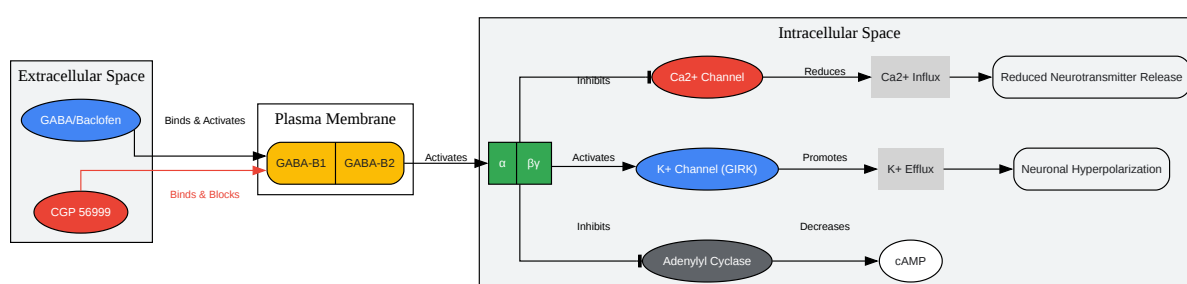 Intracellular Space
Extracellular Space
GABA/Baclofen
CGP 56999
Binds & Activates
Binds & Blocks
Plasma Membrane
GABA-B1
GABA-B2
Activates
α
βγ
Inhibits
Ca2+ Channel
Reduces
Ca2+ Influx
Reduced Neurotransmitter Release
Activates
K+ Channel (GIRK)
Promotes
K+ Efflux
Neuronal Hyperpolarization
Inhibits
Adenylyl Cyclase
Decreases
cAMP